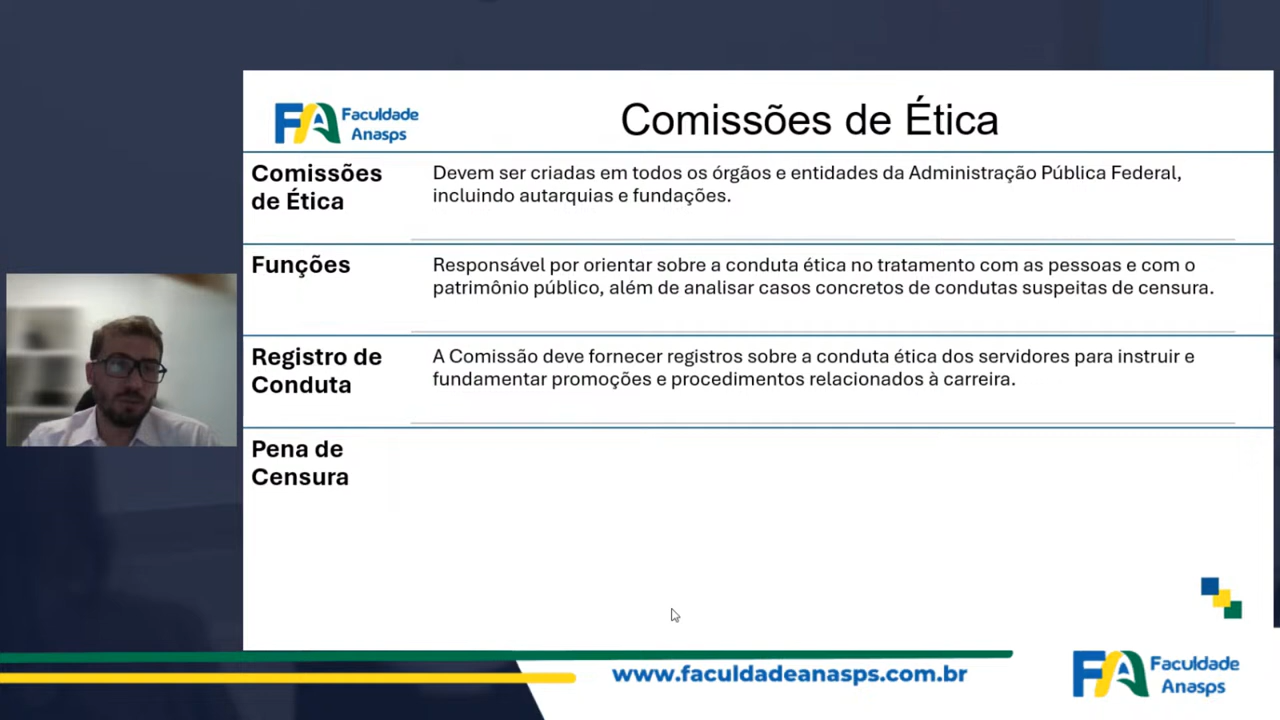 Faculdade
Anasps
Comissões de Ética
Comissões
de Ética
Devem ser criadas em todos os órgãos e entidades da Administração Pública Federal,
incluindo autarquias e fundações.
Funções
Responsável por orientar sobre a conduta ética no tratamento com as pessoas e com o
patrimônio público, além de analisar casos concretos de condutas suspeitas de censura.
Registro de
Conduta
A Comissão deve fornecer registros sobre a conduta ética dos servidores para instruir e
fundamentar promoções e procedimentos relacionados à carreira.
Pena de
Censura
www.faculdadeanasps.com.br
Faculdade
Anasps